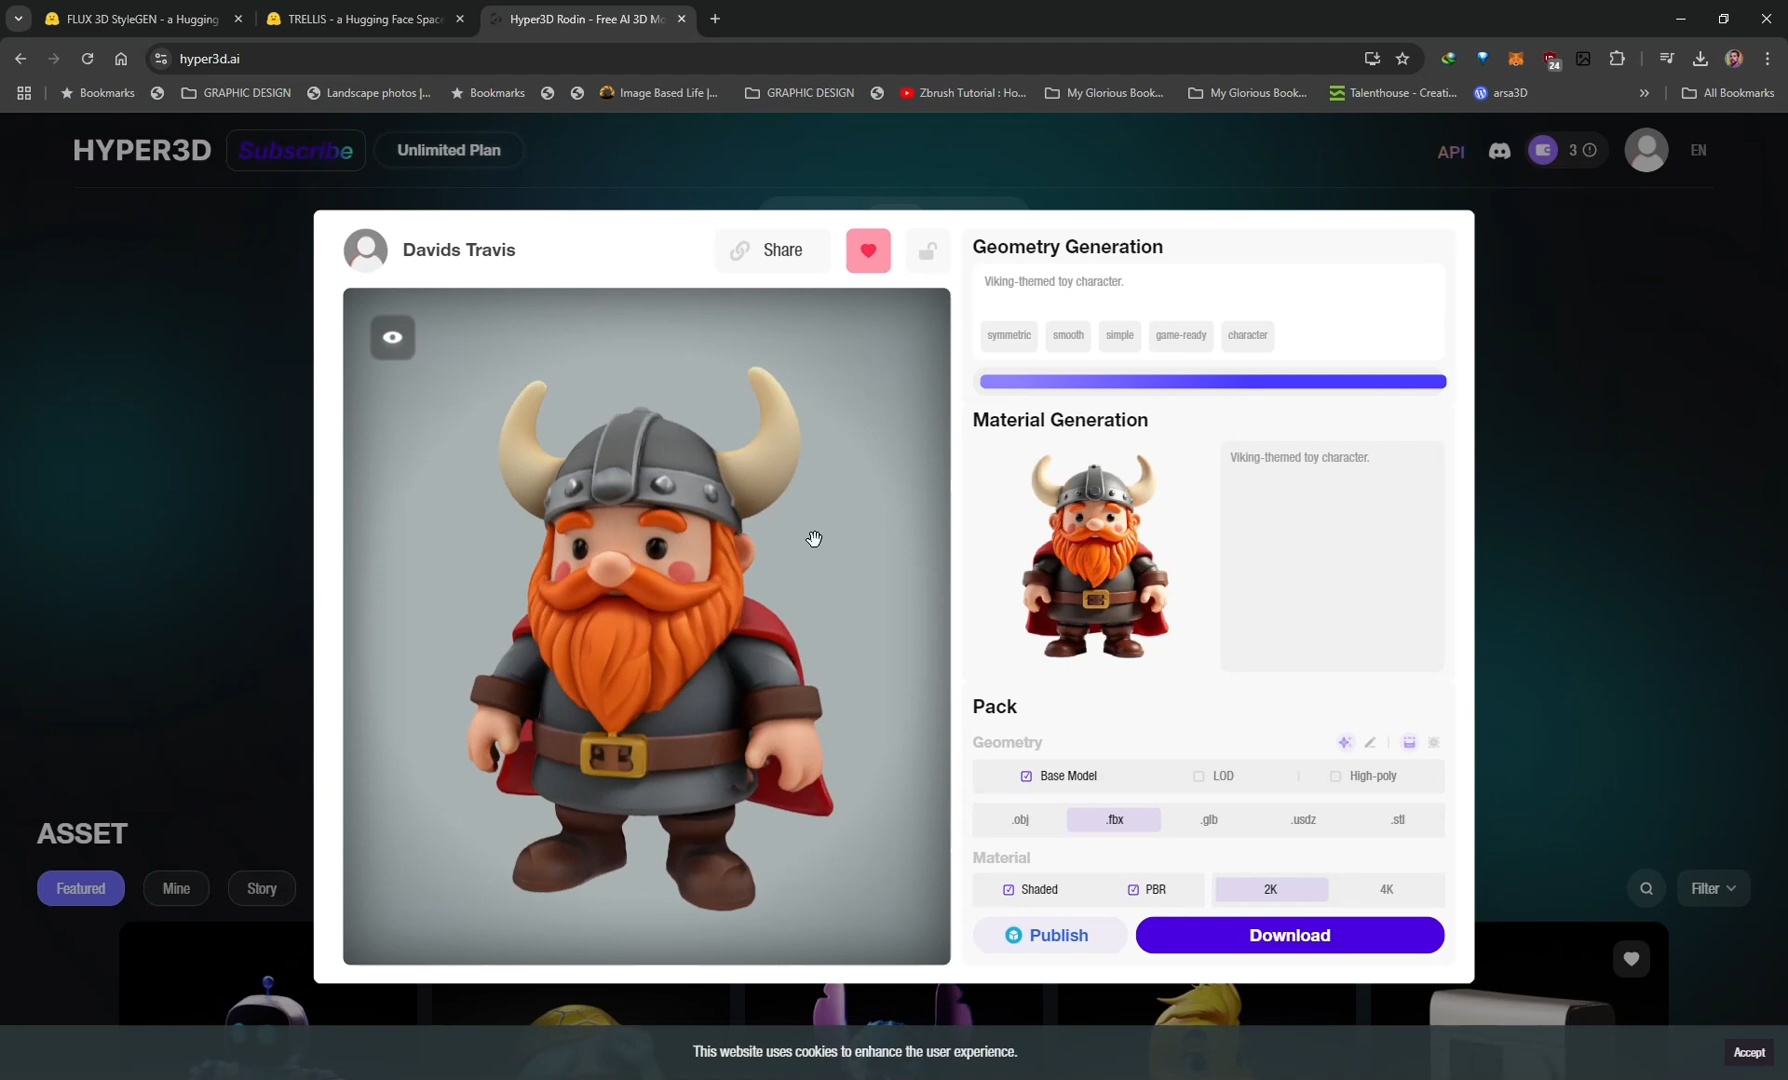 FLUX 3D StyleGEN - a Hugging
TRELLIS - a Hugging Face Space
Hyper3D Rodin - Free AI 3D Mo
hyper3d.ai
24
Bookmarks
GRAPHIC DESIGN
Landscape photos |...
Bookmarks
Image Based Life |...
GRAPHIC DESIGN
Zbrush Tutorial : Ho...
My Glorious Book...
My Glorious Book...
Talenthouse - Creati...
arsa3D
All Bookmarks
HYPER3D
Subscribe
Unlimited Plan
API
3
EN
Davids Travis
Share
Geometry Generation
Viking-themed toy character.
symmetric
smooth
simple
game-ready
character
Material Generation
Viking-themed toy character.
Pack
Geometry
Base Model
LOD
High-poly
.obj
.fbx
.glb
.usdz
.stl
Material
Shaded
PBR
2K
4K
Publish
Download
ASSET
Featured
Mine
Story
Filter
This website uses cookies to enhance the user experience.
Accept